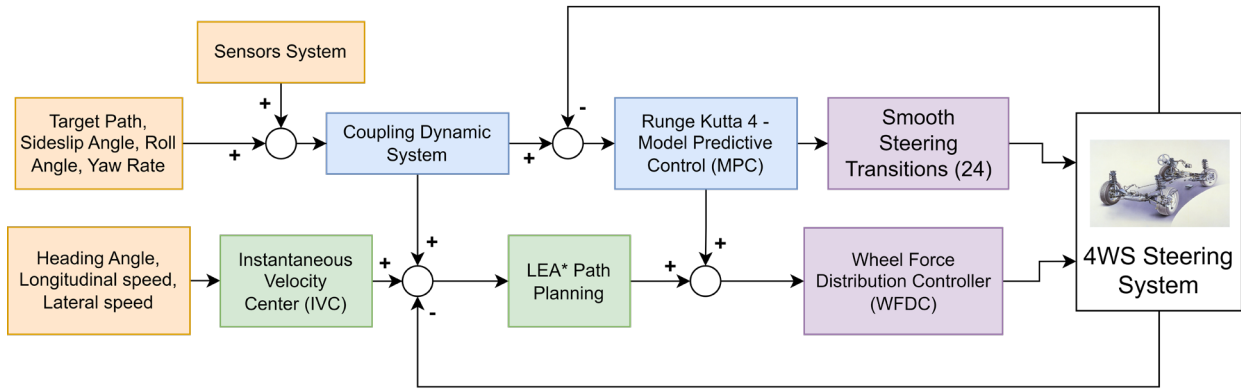 Sensors System
+
-
Target Path,
Sideslip Angle, Roll
Angle, Yaw Rate
+
Coupling Dynamic
System
+
Runge Kutta 4 -
Model Predictive
Control (MPC)
Smooth
Steering
Transitions (24)
+
+
Heading Angle,
Longitudinal speed,
Lateral speed
Instantaneous
Velocity
Center (IVC)
+
-
LEA* Path
Planning
+
Wheel Force
Distribution Controller
(WFDC)
4WS Steering
System